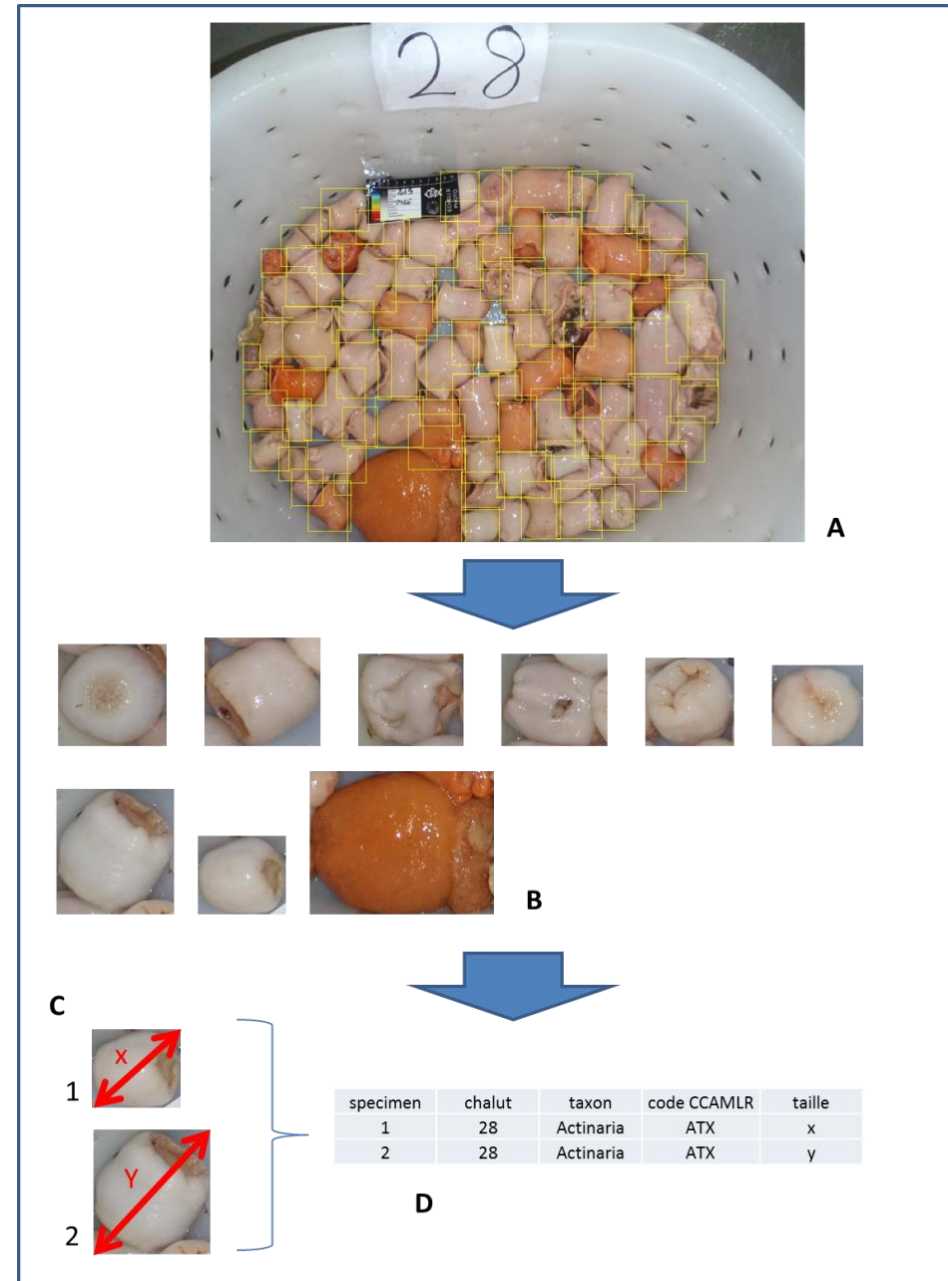 28
A
B
C
x
1
Y
2
specimen chalut taxon code CCAMLR taille
1 28 Actinaria ATX x
2 28 Actinaria ATX y
D